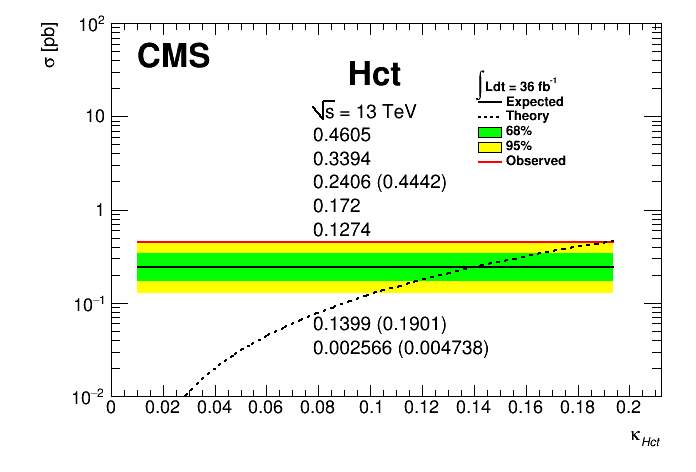 σ [pb]
CMS
Hct
√s = 13 TeV
0.4605
0.3394
0.2406 (0.4442)
0.172
0.1274
0.1399 (0.1901)
0.002566 (0.004738)
∫Ldt = 36 fb⁻¹
Expected
Theory
68%
95%
Observed
10²
10
1
10⁻¹
10⁻²
0 0.02 0.04 0.06 0.08 0.1 0.12 0.14 0.16 0.18 0.2
κ_Hct